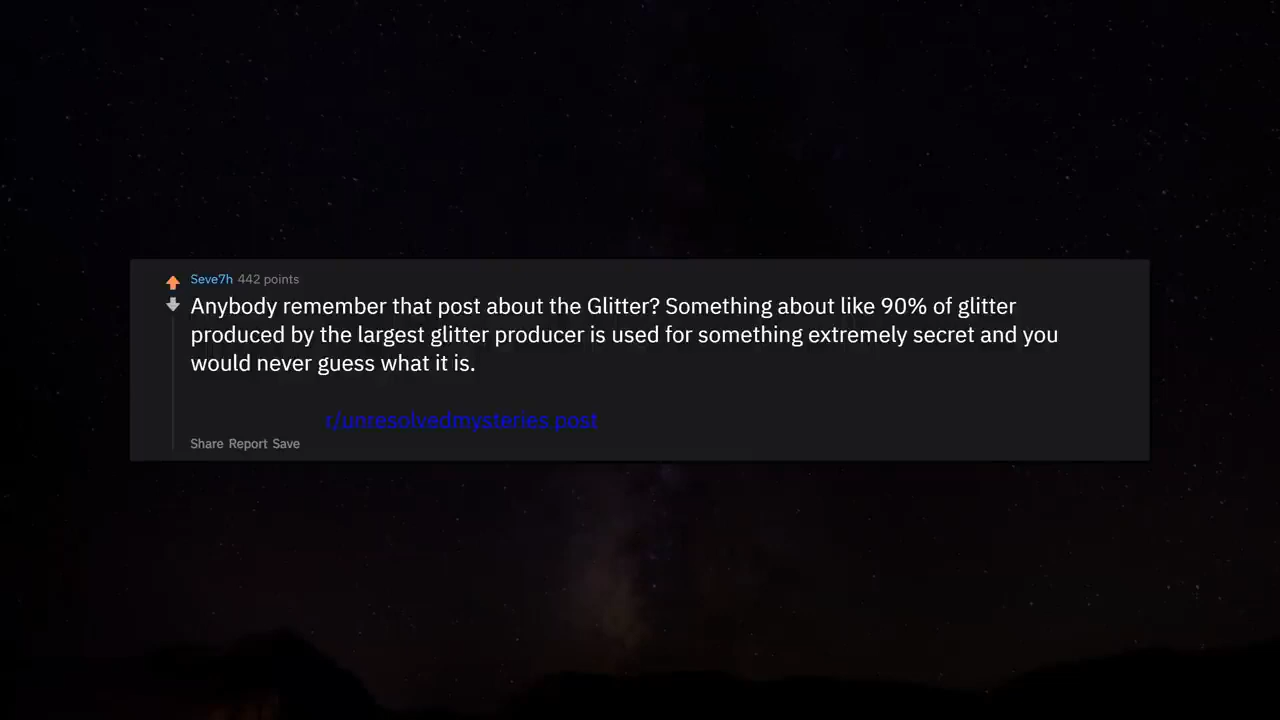 Seve7h 442 points
Anybody remember that post about the Glitter? Something about like 90% of glitter
produced by the largest glitter producer is used for something extremely secret and you
would never guess what it is.
r/unresolvedmysteries post
Share Report Save